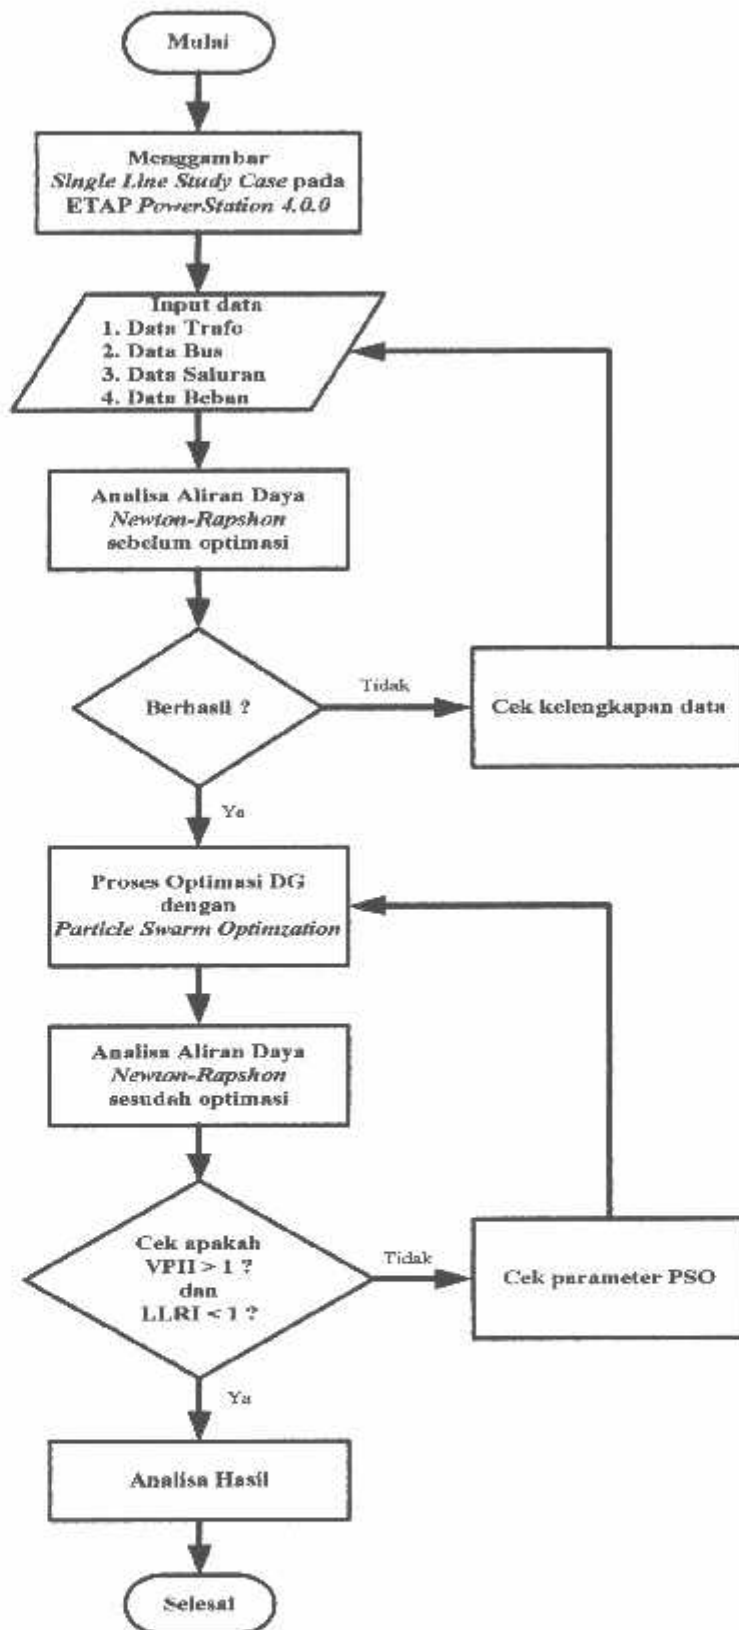 Mulai
Menggambar
Single Line Study Case pada
ETAP PowerStation 4.0.0
Input data
1. Data Trafo
2. Data Bus
3. Data Saluran
4. Data Beban
Analisa Aliran Daya
Newton-Rapshon
sebelum optimasi
Berhasil ?
Tidak
Cek kelengkapan data
Ya
Proses Optimasi DG
dengan
Particle Swarm Optimzation
Analisa Aliran Daya
Newton-Rapshon
sesudah optimasi
Cek apakah
VPII > 1 ?
dan
LLRI < 1 ?
Tidak
Cek parameter PSO
Ya
Analisa Hasil
Selesai